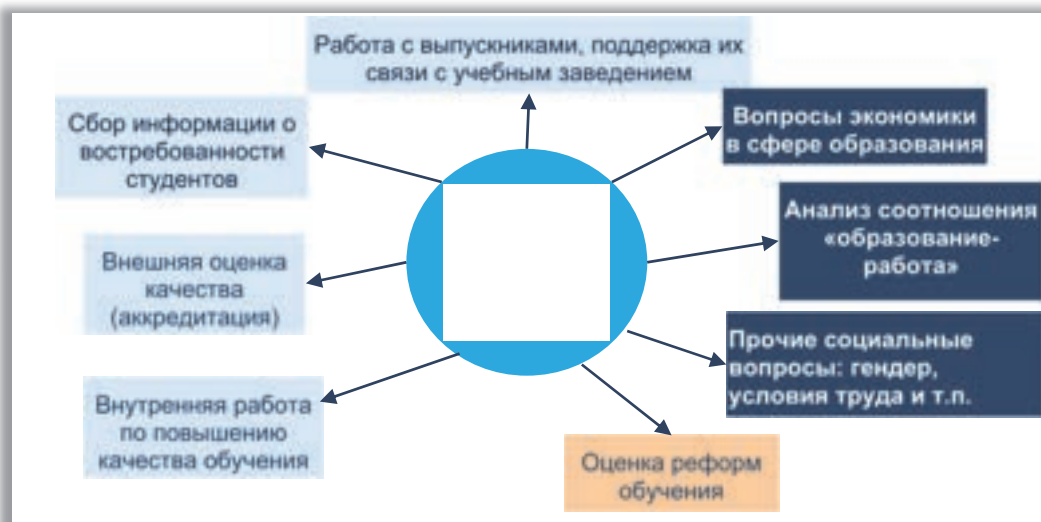 Работа с выпускниками, поддержка их
связи с учебным заведением
Сбор информации о
востребованности
студентов
Вопросы экономики
в сфере образования
Анализ соотношения
«образование-
работа»
Внешняя оценка
качества
(аккредитация)
Прочие социальные
вопросы: гендер,
условия труда и т.п.
Внутренняя работа
по повышению
качества обучения
Оценка реформ
обучения